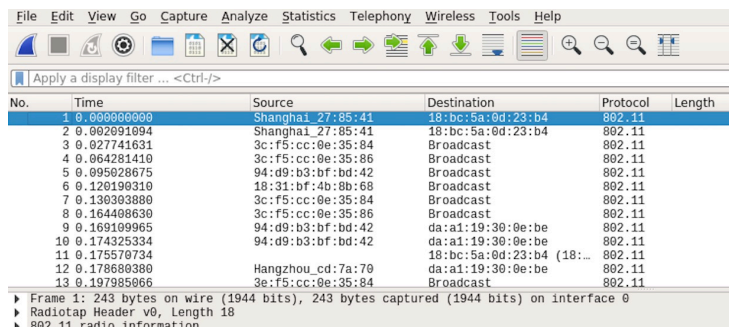 File Edit View Go Capture Analyze Statistics Telephony Wireless Tools Help
Apply a display filter ... <Ctrl-/>
No. Time Source Destination Protocol Length
1 0.000000000 Shanghai_27:85:41 18:bc:5a:0d:23:b4 802.11
2 0.002091094 Shanghai_27:85:41 18:bc:5a:0d:23:b4 802.11
3 0.027741631 3c:f5:cc:0e:35:84 Broadcast 802.11
4 0.064281410 3c:f5:cc:0e:35:86 Broadcast 802.11
5 0.095028675 94:d9:b3:bf:bd:42 Broadcast 802.11
6 0.120190310 18:31:bf:4b:8b:68 Broadcast 802.11
7 0.130303880 3c:f5:cc:0e:35:84 Broadcast 802.11
8 0.164408630 3c:f5:cc:0e:35:86 Broadcast 802.11
9 0.169109965 94:d9:b3:bf:bd:42 da:a1:19:30:0e:be 802.11
10 0.174325334 94:d9:b3:bf:bd:42 da:a1:19:30:0e:be 802.11
11 0.175570734 18:bc:5a:0d:23:b4 (18:… 802.11
12 0.178680380 Hangzhou_cd:7a:70 da:a1:19:30:0e:be 802.11
13 0.197985066 3e:f5:cc:0e:35:84 Broadcast 802.11
Frame 1: 243 bytes on wire (1944 bits), 243 bytes captured (1944 bits) on interface 0
Radiotap Header v0, Length 18
802.11 radio information